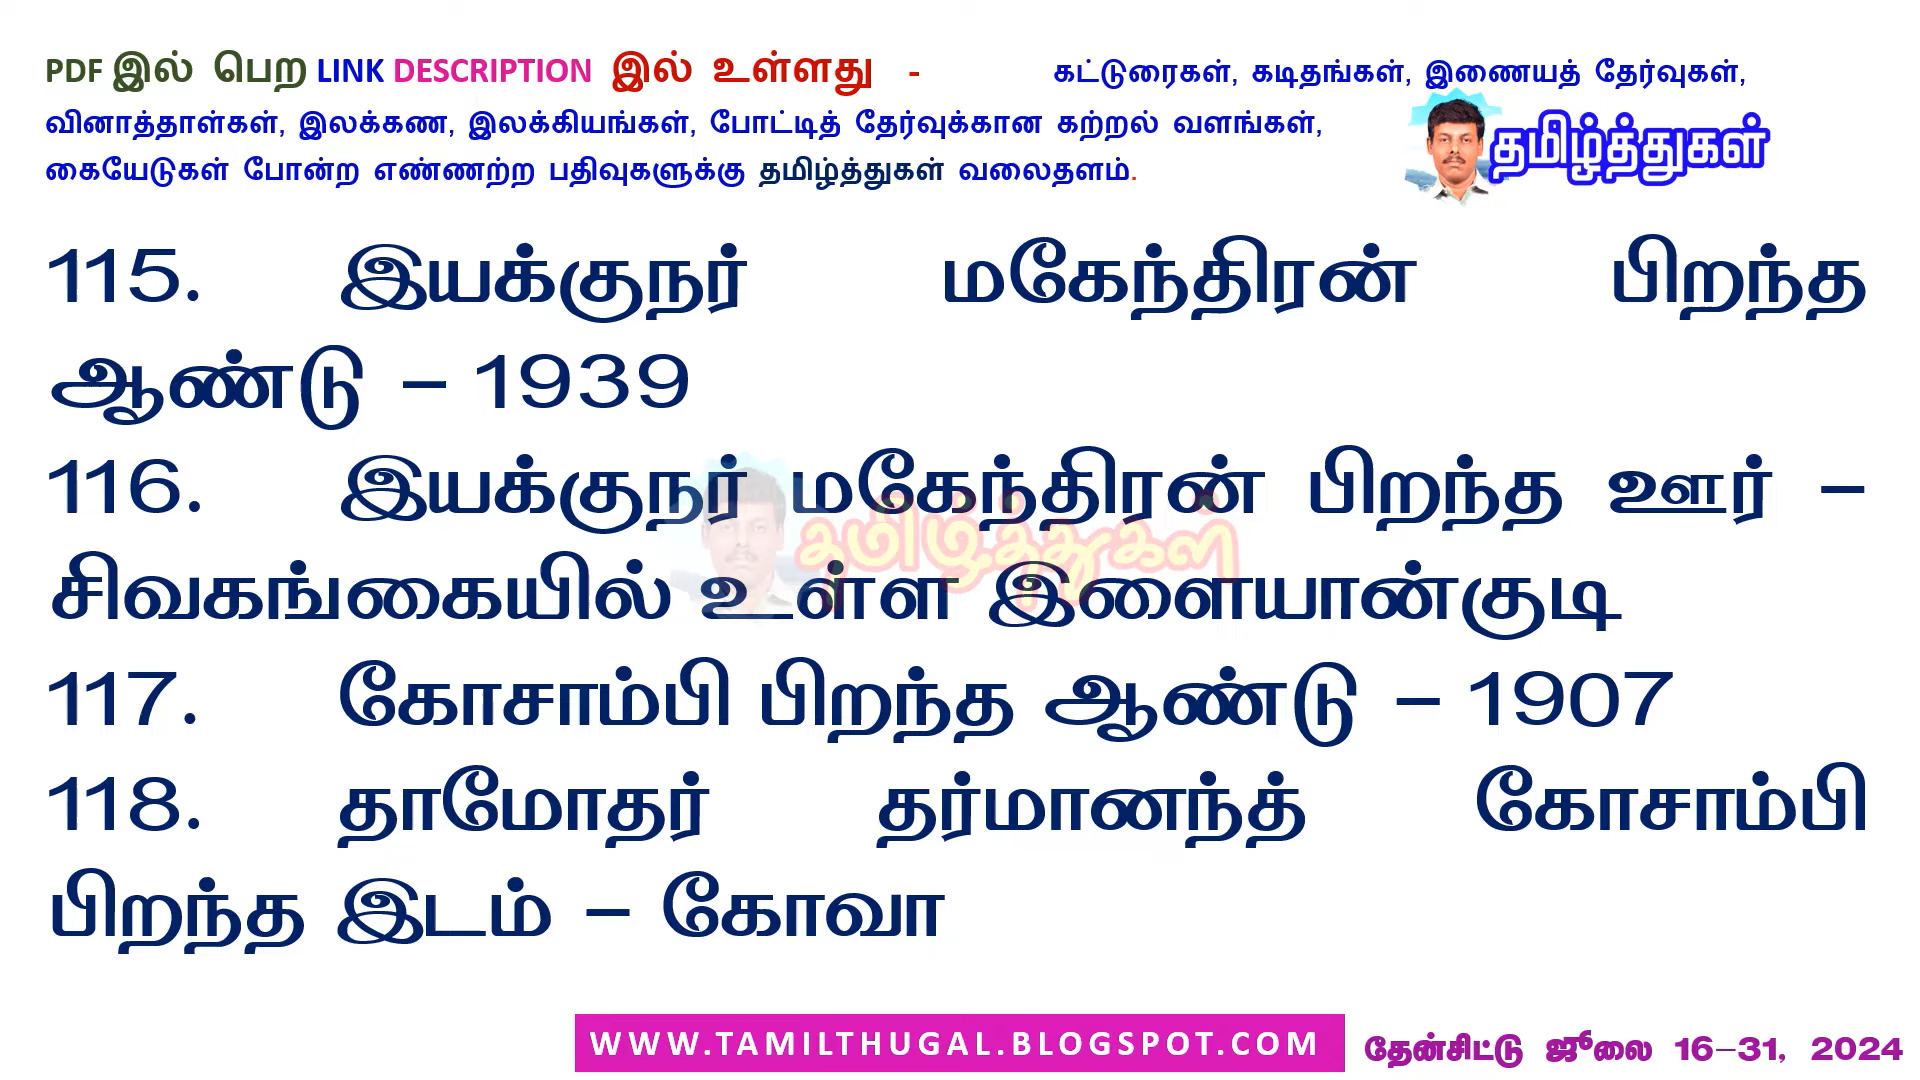 PDF இல் பெற LINK DESCRIPTION இல் உள்ளது - கட்டுரைகள், கடிதங்கள், இணையத் தேர்வுகள்,
வினாத்தாள்கள், இலக்கண, இலக்கியங்கள், போட்டித் தேர்வுக்கான கற்றல் வளங்கள்,
கையேடுகள் போன்ற எண்ணற்ற பதிவுகளுக்கு தமிழ்த்துகள் வலைதளம்.
தமிழ்த்துகள்
115. இயக்குநர் மகேந்திரன் பிறந்த
ஆண்டு – 1939
116. இயக்குநர் மகேந்திரன் பிறந்த ஊர் –
தமிழ்த்துகள்
சிவகங்கையில் உள்ள இளையான்குடி
117. கோசாம்பி பிறந்த ஆண்டு – 1907
118. தாமோதர் தர்மானந்த் கோசாம்பி
பிறந்த இடம் – கோவா
WWW.TAMILTHUGAL.BLOGSPOT.COM
தேன்சிட்டு ஜூலை 16–31, 2024